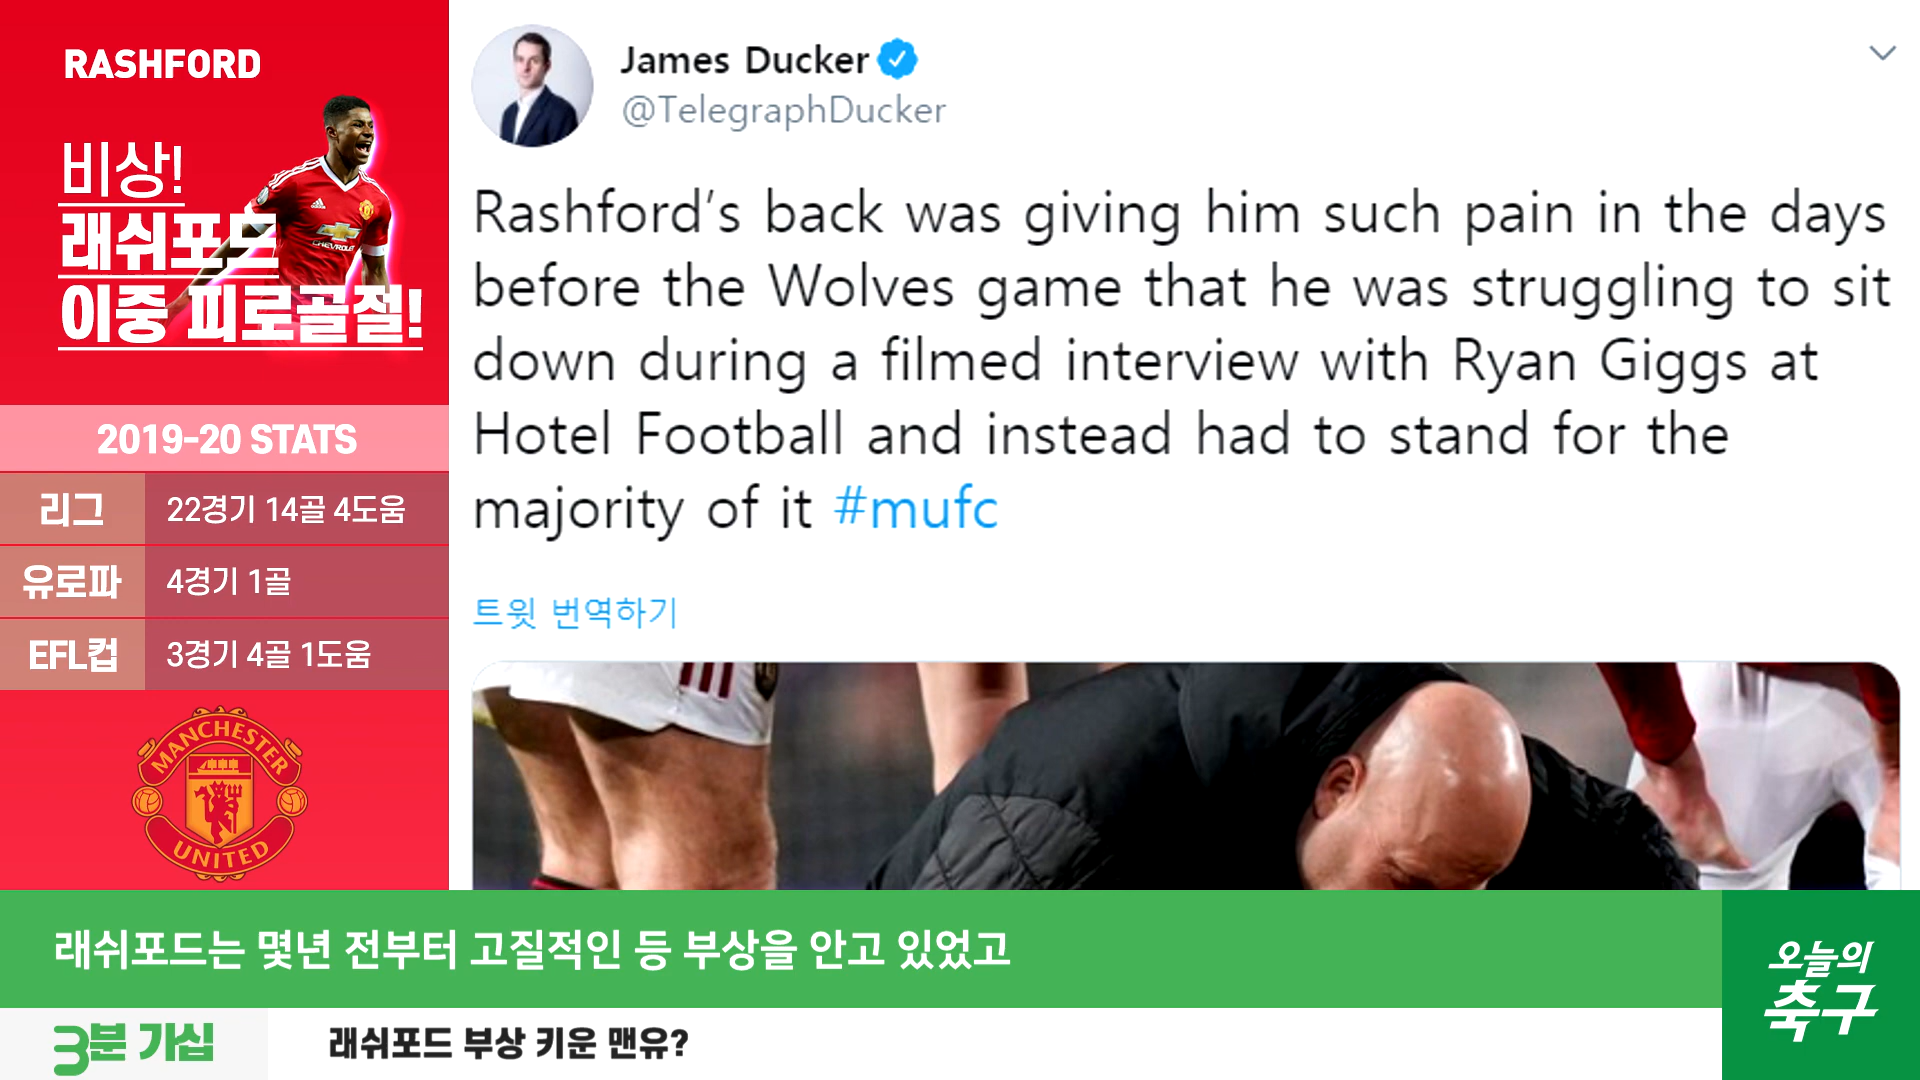 RASHFORD
비상!
래쉬포드
이중 피로골절!
2019-20 STATS
리그 22경기 14골 4도움
유로파 4경기 1골
EFL컵 3경기 4골 1도움
MANCHESTER
UNITED
CHEVROLET
James Ducker
@TelegraphDucker
Rashford’s back was giving him such pain in the days
before the Wolves game that he was struggling to sit
down during a filmed interview with Ryan Giggs at
Hotel Football and instead had to stand for the
majority of it #mufc
트윗 번역하기
래쉬포드는 몇년 전부터 고질적인 등 부상을 안고 있었고
오늘의
축구
3분 가십
래쉬포드 부상 키운 맨유?